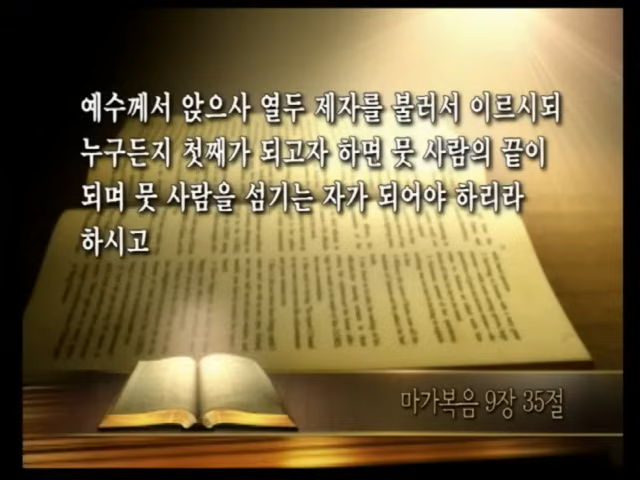 예수께서 앉으사 열두 제자를 불러서 이르시되
누구든지 첫째가 되고자 하면 뭇 사람의 끝이
되며 뭇 사람을 섬기는 자가 되어야 하리라
하시고
마가복음 9장 35절